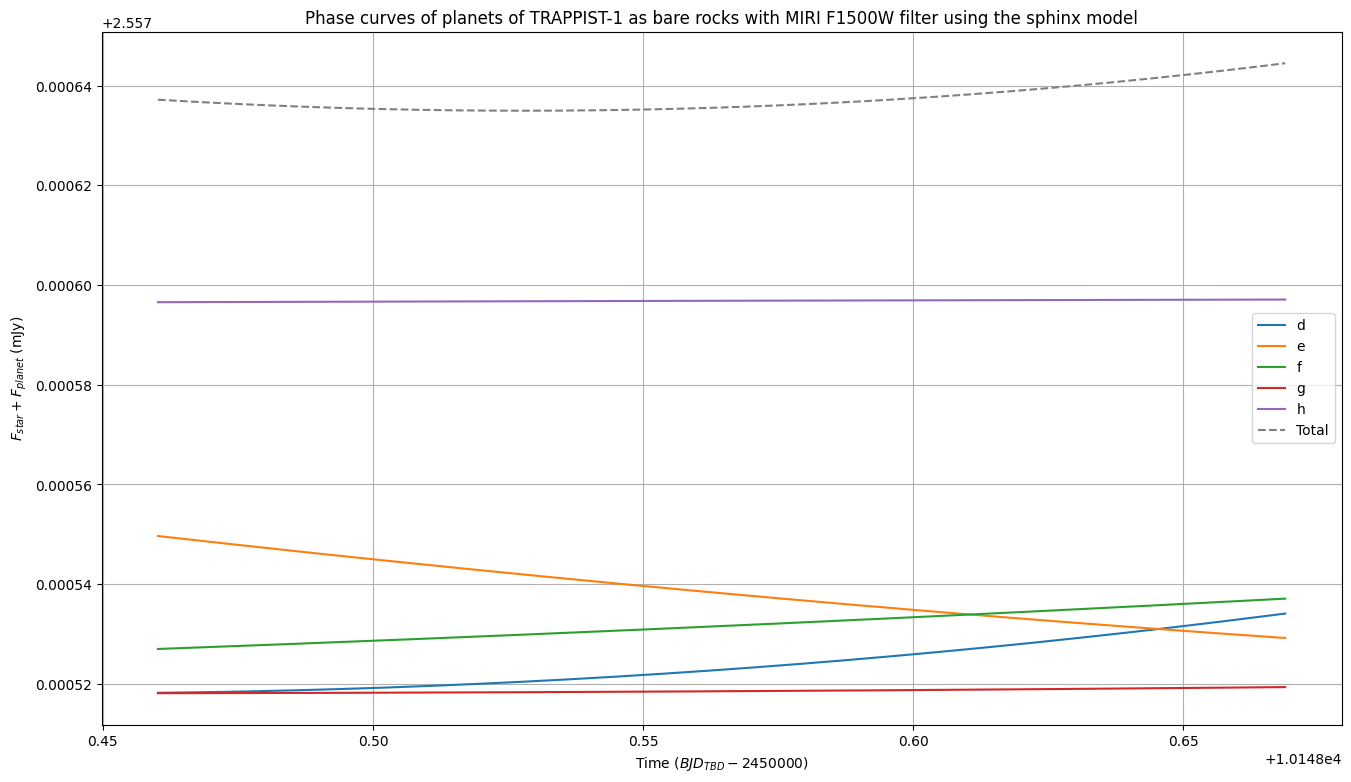 Phase curves of planets of TRAPPIST-1 as bare rocks with MIRI F1500W filter using the sphinx model
+2.557
0.00064
0.00062
0.00060
0.00058
0.00056
0.00054
0.00052
F_star + F_planet (mJy)
d
e
f
g
h
Total
0.45
0.50
0.55
0.60
0.65
+1.0148e4
Time (BJD_TBD − 2450000)